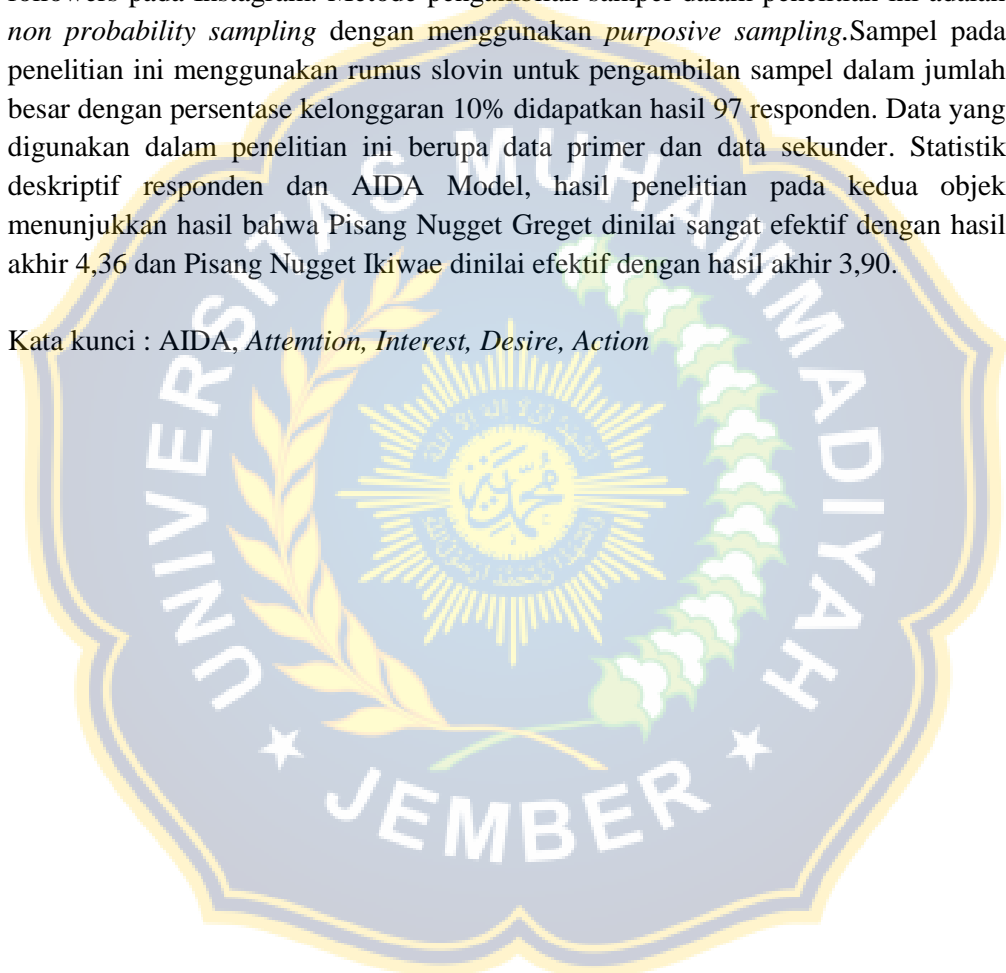 followers pada instagram. Metode pengambilan sampel dalam penelitian ini adalah
non probability sampling dengan menggunakan purposive sampling.Sampel pada
penelitian ini menggunakan rumus slovin untuk pengambilan sampel dalam jumlah
besar dengan persentase kelonggaran 10% didapatkan hasil 97 responden. Data yang
digunakan dalam penelitian ini berupa data primer dan data sekunder. Statistik
deskriptif responden dan AIDA Model, hasil penelitian pada kedua objek
menunjukkan hasil bahwa Pisang Nugget Greget dinilai sangat efektif dengan hasil
akhir 4,36 dan Pisang Nugget Ikiwae dinilai efektif dengan hasil akhir 3,90.
Kata kunci : AIDA, Attemtion, Interest, Desire, Action
UNIVERSITAS MUHAMMADIYAH
JEMBER